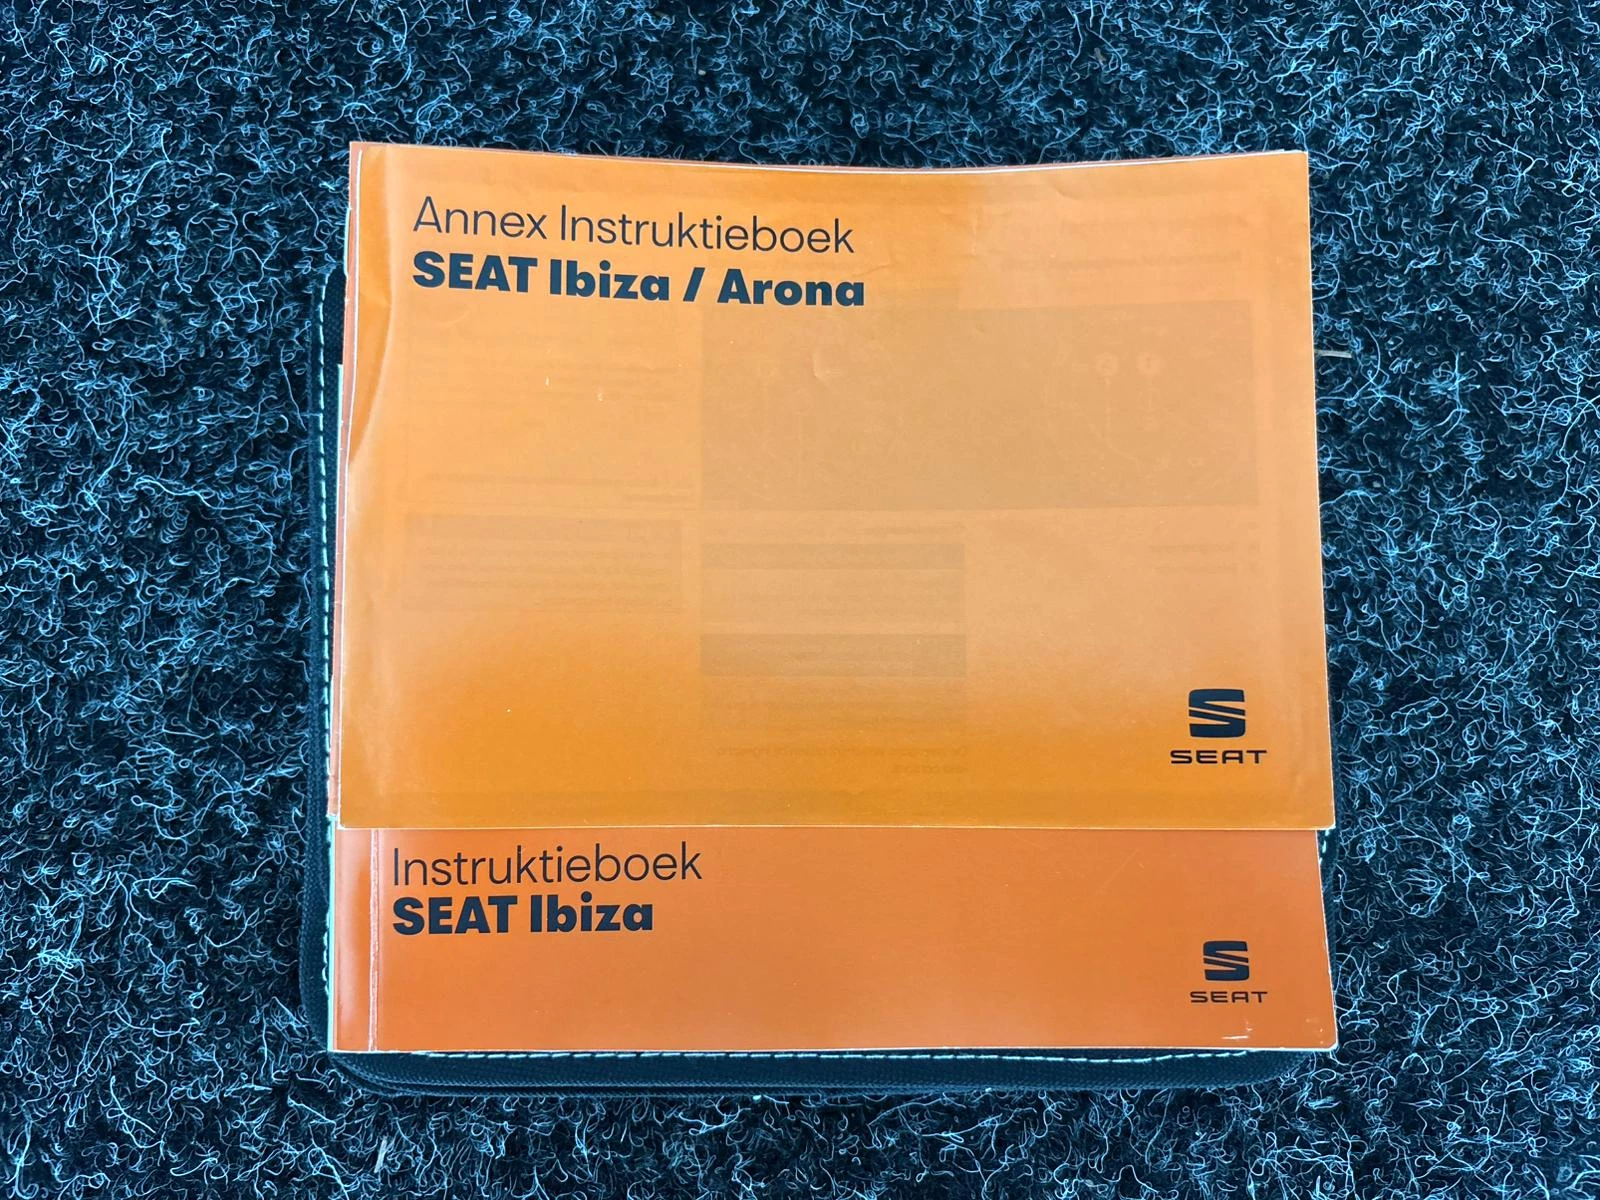 Annex Instruktieboek
SEAT Ibiza / Arona
SEAT
Instruktieboek
SEAT Ibiza
SEAT